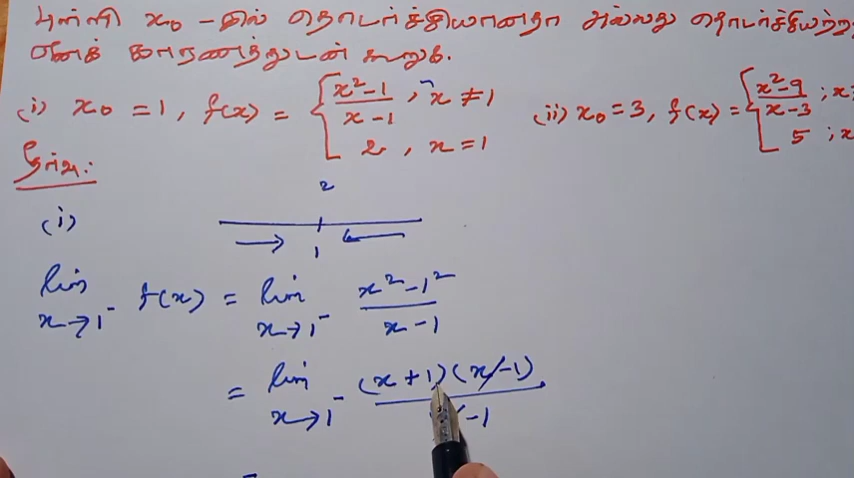 புள்ளி x₀ -இல் தொடர்ச்சியானதா அல்லது தொடர்ச்சியற்ற
எனக் காரணத்துடன் கூறுக.
(i) x₀ = 1, f(x) = { (x² - 1)/(x - 1) , x ≠ 1 ; 2 , x = 1   (ii) x₀ = 3, f(x) = { (x² - 9)/(x - 3) ; x ; 5 ; x
தீர்வு:
2
(i)
1
lim x→1⁻ f(x) = lim x→1⁻ (x² - 1²)/(x - 1)
= lim x→1⁻ (x + 1)(x - 1)/x - 1
=